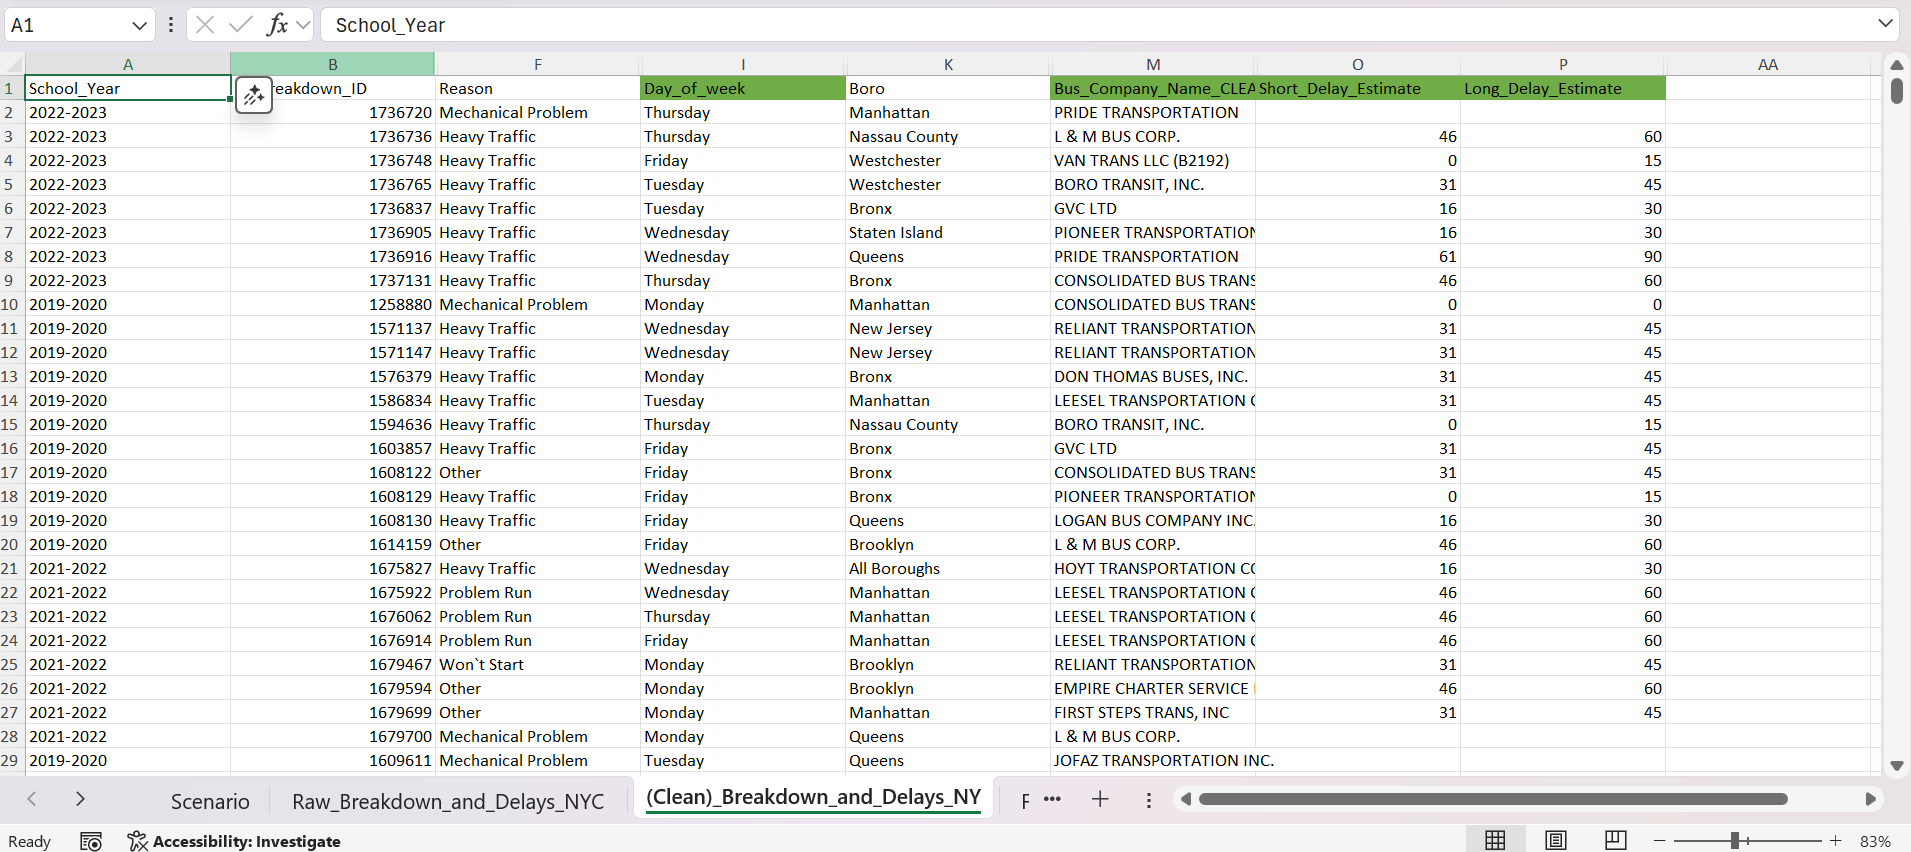 A1 fx School_Year
A B F I K M O P AA
1 School_Year reakdown_ID Reason Day_of_week Boro Bus_Company_Name_CLEA Short_Delay_Estimate Long_Delay_Estimate
2 2022-2023 1736720 Mechanical Problem Thursday Manhattan PRIDE TRANSPORTATION
3 2022-2023 1736736 Heavy Traffic Thursday Nassau County L & M BUS CORP. 46 60
4 2022-2023 1736748 Heavy Traffic Friday Westchester VAN TRANS LLC (B2192) 0 15
5 2022-2023 1736765 Heavy Traffic Tuesday Westchester BORO TRANSIT, INC. 31 45
6 2022-2023 1736837 Heavy Traffic Tuesday Bronx GVC LTD 16 30
7 2022-2023 1736905 Heavy Traffic Wednesday Staten Island PIONEER TRANSPORTATION 16 30
8 2022-2023 1736916 Heavy Traffic Wednesday Queens PRIDE TRANSPORTATION 61 90
9 2022-2023 1737131 Heavy Traffic Thursday Bronx CONSOLIDATED BUS TRANS 46 60
10 2019-2020 1258880 Mechanical Problem Monday Manhattan CONSOLIDATED BUS TRANS 0 0
11 2019-2020 1571137 Heavy Traffic Wednesday New Jersey RELIANT TRANSPORTATION 31 45
12 2019-2020 1571147 Heavy Traffic Wednesday New Jersey RELIANT TRANSPORTATION 31 45
13 2019-2020 1576379 Heavy Traffic Monday Bronx DON THOMAS BUSES, INC. 31 45
14 2019-2020 1586834 Heavy Traffic Tuesday Manhattan LEESEL TRANSPORTATION C 31 45
15 2019-2020 1594636 Heavy Traffic Thursday Nassau County BORO TRANSIT, INC. 0 15
16 2019-2020 1603857 Heavy Traffic Friday Bronx GVC LTD 31 45
17 2019-2020 1608122 Other Friday Bronx CONSOLIDATED BUS TRANS 31 45
18 2019-2020 1608129 Heavy Traffic Friday Bronx PIONEER TRANSPORTATION 0 15
19 2019-2020 1608130 Heavy Traffic Friday Queens LOGAN BUS COMPANY INC. 16 30
20 2019-2020 1614159 Other Friday Brooklyn L & M BUS CORP. 46 60
21 2021-2022 1675827 Heavy Traffic Wednesday All Boroughs HOYT TRANSPORTATION CO 16 30
22 2021-2022 1675922 Problem Run Wednesday Manhattan LEESEL TRANSPORTATION C 46 60
23 2021-2022 1676062 Problem Run Thursday Manhattan LEESEL TRANSPORTATION C 46 60
24 2021-2022 1676914 Problem Run Friday Manhattan LEESEL TRANSPORTATION C 46 60
25 2021-2022 1679467 Won`t Start Monday Brooklyn RELIANT TRANSPORTATION 31 45
26 2021-2022 1679594 Other Monday Brooklyn EMPIRE CHARTER SERVICE 46 60
27 2021-2022 1679699 Other Monday Manhattan FIRST STEPS TRANS, INC 31 45
28 2021-2022 1679700 Mechanical Problem Monday Queens L & M BUS CORP.
29 2019-2020 1609611 Mechanical Problem Tuesday Queens JOFAZ TRANSPORTATION INC.
Scenario Raw_Breakdown_and_Delays_NYC (Clean)_Breakdown_and_Delays_NY
Ready Accessibility: Investigate 83%